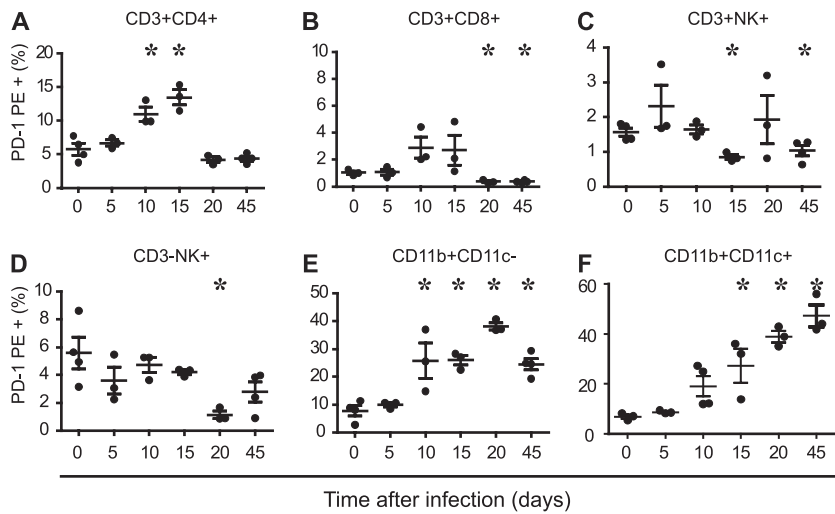 A CD3+CD4+
B CD3+CD8+
C CD3+NK+
PD-1 PE + (%)
20
15
10
5
0
* *
0 5 10 15 20 45
10
8
6
4
2
0
* *
0 5 10 15 20 45
4
3
2
1
0
* *
0 5 10 15 20 45
D CD3-NK+
E CD11b+CD11c-
F CD11b+CD11c+
PD-1 PE + (%)
10
8
6
4
2
0
*
0 5 10 15 20 45
50
40
30
20
10
0
* * * *
0 5 10 15 20 45
60
40
20
0
* * *
0 5 10 15 20 45
Time after infection (days)